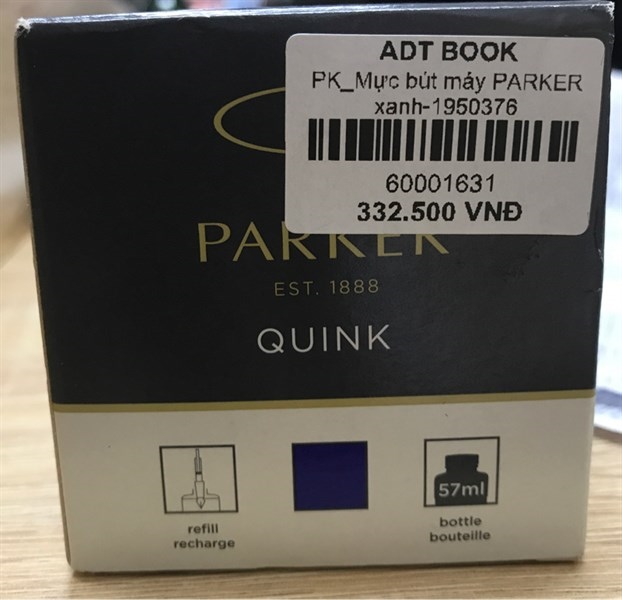 ADT BOOK
PK_Mực bút máy PARKER
xanh-1950376
60001631
332.500 VNĐ
PARKER
EST. 1888
QUINK
refill
recharge
57ml
bottle
bouteille